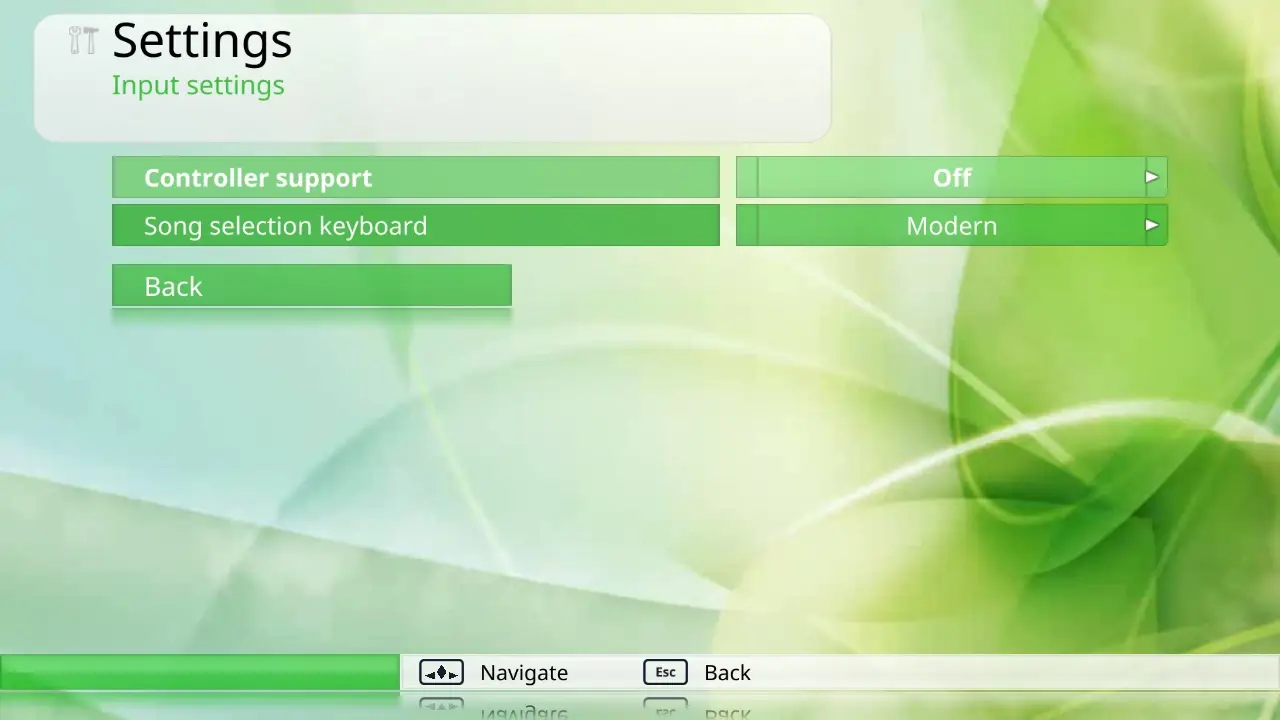 Settings
Input settings
Controller support Off
Song selection keyboard Modern
Back
Navigate Esc Back